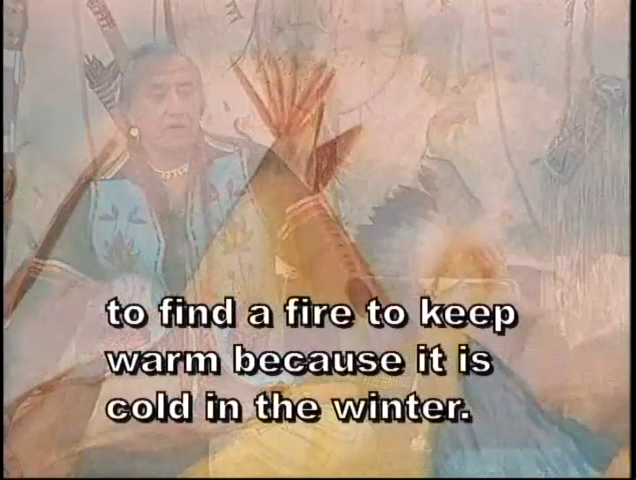 to find a fire to keep
warm because it is
cold in the winter.